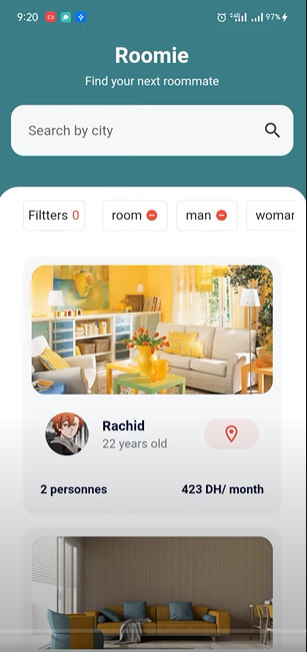 9:20
97%
Roomie
Find your next roommate
Search by city
Filtters 0
room
man
womar
Rachid
22 years old
2 personnes
423 DH/ month